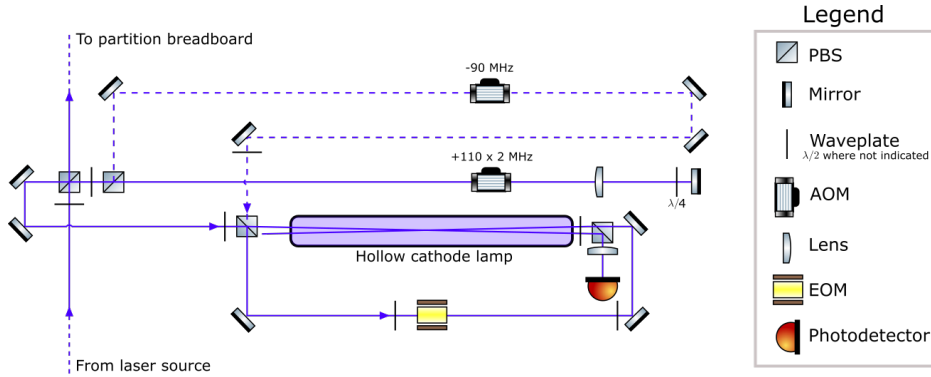 To partition breadboard
-90 MHz
+110 x 2 MHz
λ/4
Hollow cathode lamp
From laser source
Legend
PBS
Mirror
Waveplate
λ/2 where not indicated
AOM
Lens
EOM
Photodetector